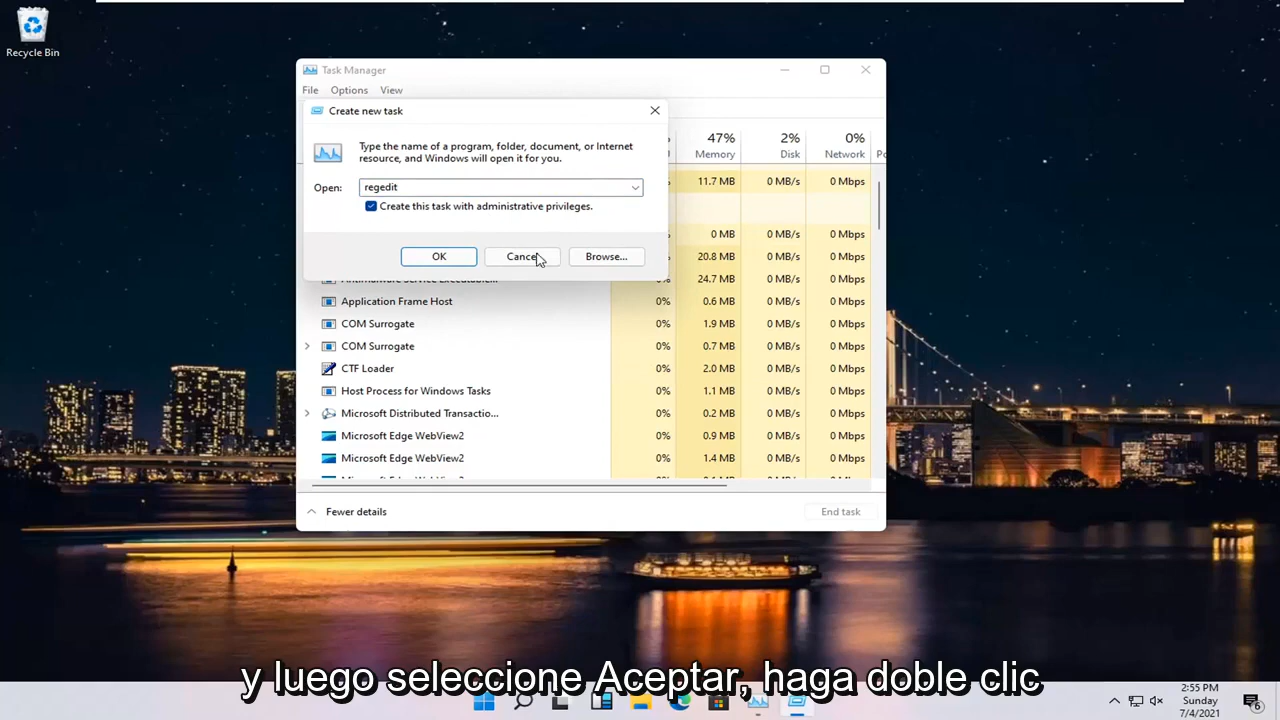 Recycle Bin
Task Manager
File Options View
Create new task
Type the name of a program, folder, document, or Internet
resource, and Windows will open it for you.
Open: regedit
Create this task with administrative privileges.
OK Cancel Browse...
47% 2% 0%
Memory Disk Network
11.7 MB 0 MB/s 0 Mbps
0 MB 0 MB/s 0 Mbps
20.8 MB 0 MB/s 0 Mbps
24.7 MB 0 MB/s 0 Mbps
Application Frame Host 0% 0.6 MB 0 MB/s 0 Mbps
COM Surrogate 0% 1.9 MB 0 MB/s 0 Mbps
COM Surrogate 0% 0.7 MB 0 MB/s 0 Mbps
CTF Loader 0% 2.0 MB 0 MB/s 0 Mbps
Host Process for Windows Tasks 0% 1.1 MB 0 MB/s 0 Mbps
Microsoft Distributed Transactio... 0% 0.2 MB 0 MB/s 0 Mbps
Microsoft Edge WebView2 0% 0.9 MB 0 MB/s 0 Mbps
Microsoft Edge WebView2 0% 1.4 MB 0 MB/s 0 Mbps
Fewer details End task
y luego seleccione Aceptar, haga doble clic
2:55 PM
Sunday
7/4/2021
6